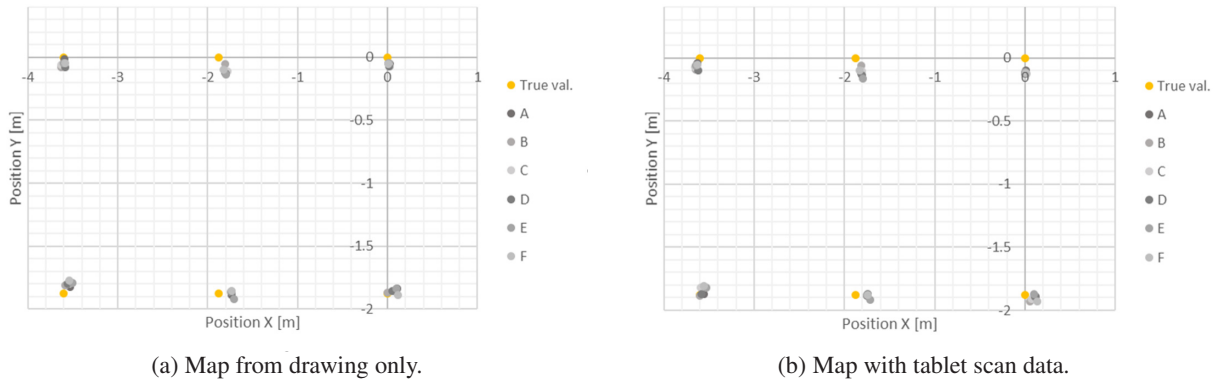 0
-4 -3 -2 -1 0 1
-0.5
-1
-1.5
-2
Position Y [m]
Position X [m]
True val.
A
B
C
D
E
F
(a) Map from drawing only.
0
-4 -3 -2 -1 0 1
-0.5
-1
-1.5
-2
Position Y [m]
Position X [m]
True val.
A
B
C
D
E
F
(b) Map with tablet scan data.